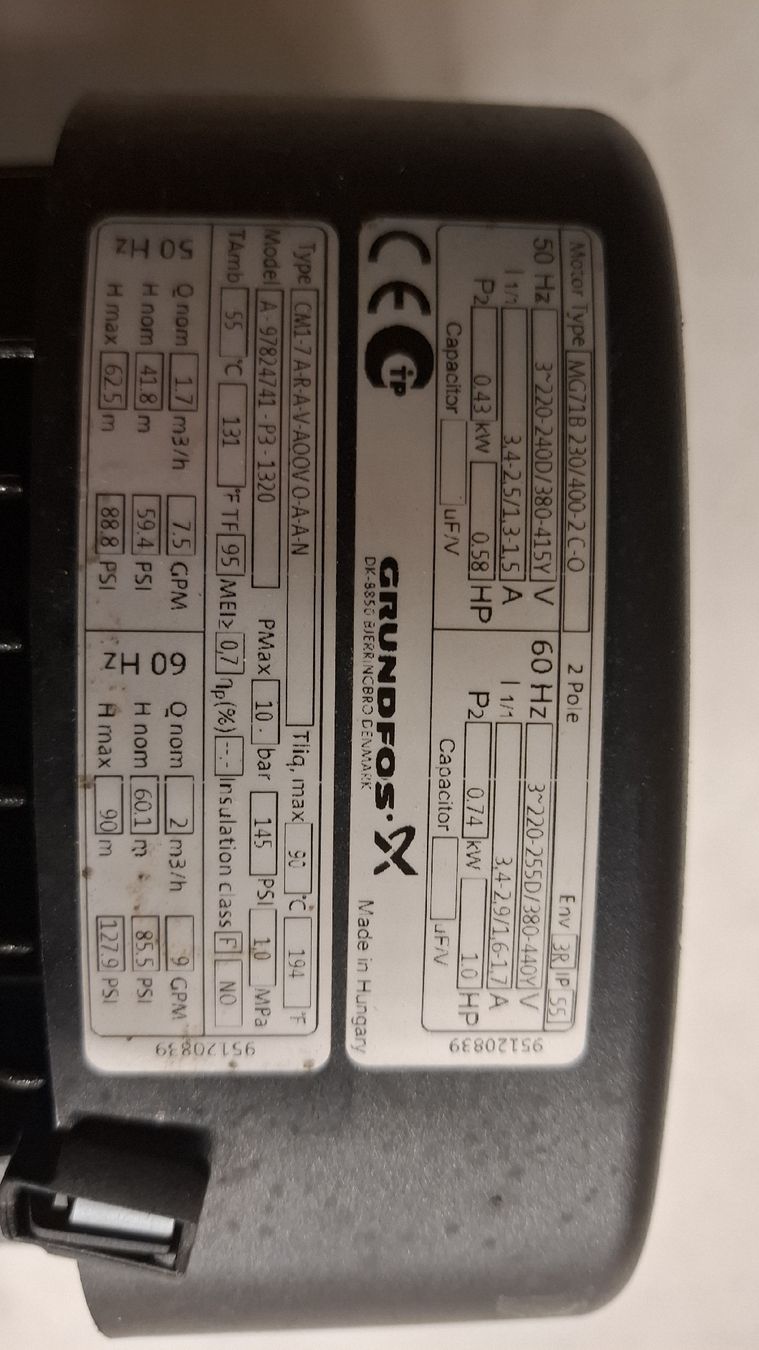 Motor Type MG71B 230/400-2 C-O 2 Pole Env 3R IP 55
50 Hz 3~220-240D/380-415Y V
I 1/1 3,4-2,5/1,3-1,5 A
P2 0.43 kW 0.58 HP
Capacitor uF/V
60 Hz 3~220-255D/380-440Y V
I 1/1 3,4-2,9/1,6-1,7 A
P2 0.74 kW 1.0 HP
Capacitor uF/V
CE TP GRUNDFOS X Made in Hungary
DK-8850 BJERRINGBRO DENMARK
95120839
Type CM1-7 A-R-A-V-AOOV O-A-A-N Tliq, max 90 °C 194 °F
Model A - 97824741 - P3 - 1320 PMax 10. bar 145 PSI 1,0 MPa
TAmb 55 °C 131 °F TF 95 MEI≥ 0,7 ηp(%) --.- Insulation class F NO
50 Hz
Q nom 1.7 m3/h 7.5 GPM
H nom 41.8 m 59.4 PSI
H max 62.5 m 88.8 PSI
60 Hz
Q nom 2 m3/h 9 GPM
H nom 60.1 m 85.5 PSI
H max 90 m 127.9 PSI
95120839